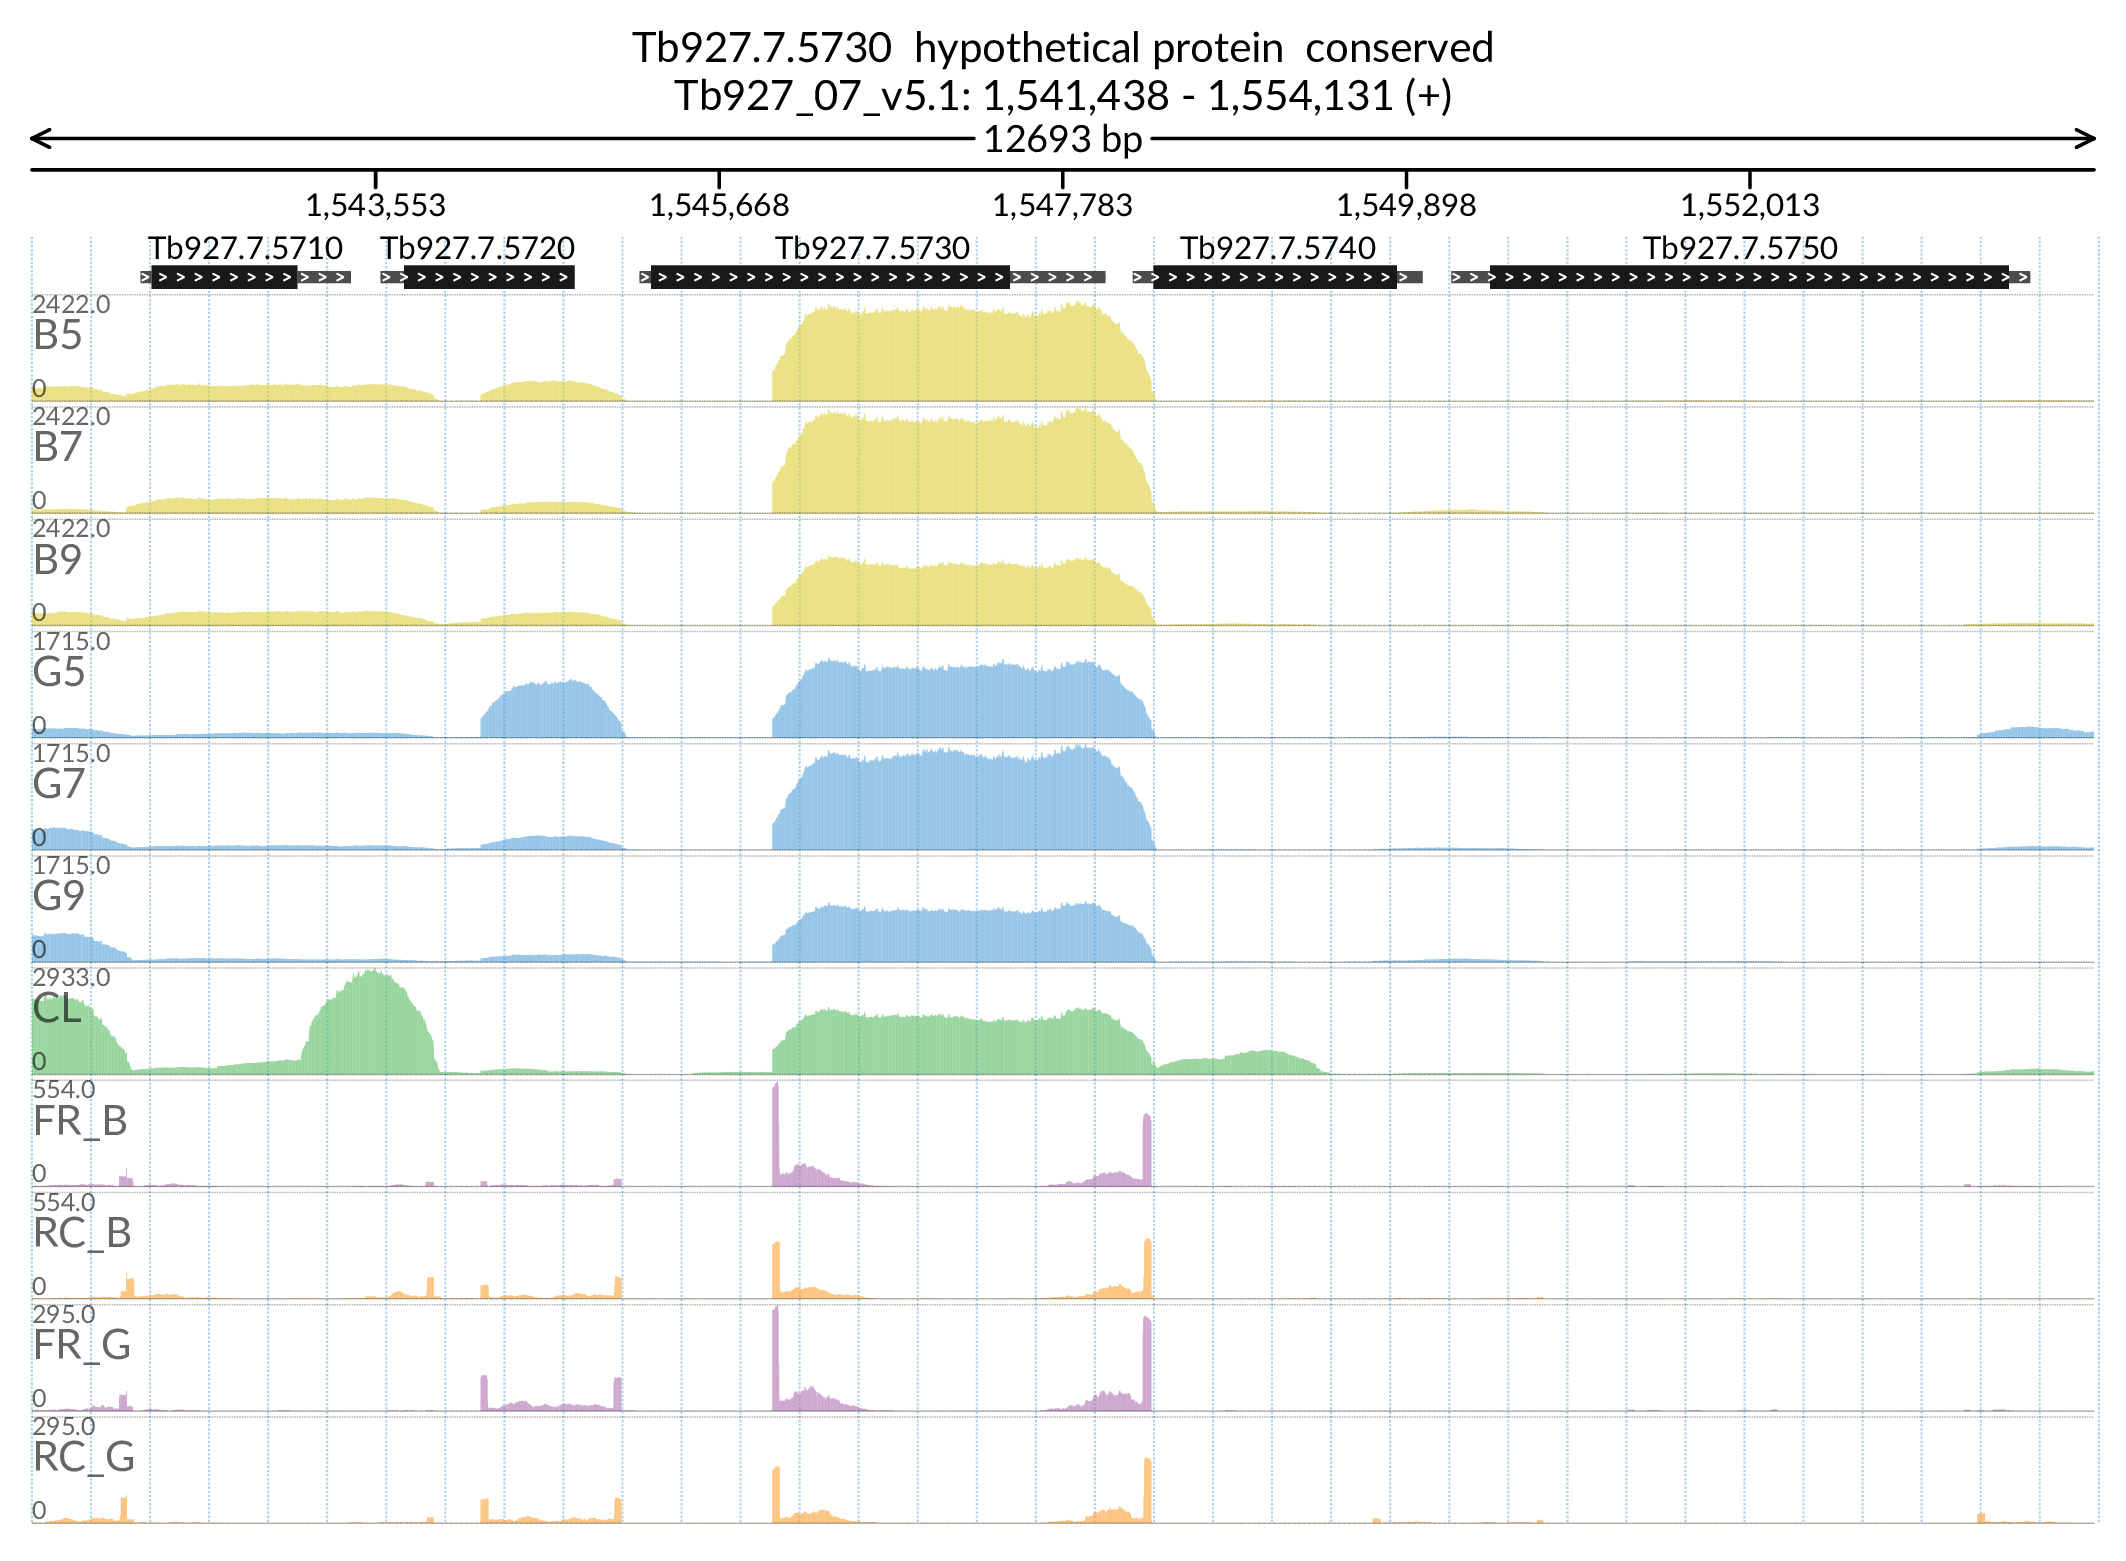 Tb927.7.5730 hypothetical protein conserved
Tb927_07_v5.1: 1,541,438 - 1,554,131 (+)
12693 bp
1,543,553 1,545,668 1,547,783 1,549,898 1,552,013
Tb927.7.5710 Tb927.7.5720 Tb927.7.5730 Tb927.7.5740 Tb927.7.5750
2422.0
B5
0
2422.0
B7
0
2422.0
B9
0
1715.0
G5
0
1715.0
G7
0
1715.0
G9
0
2933.0
CL
0
554.0
FR_B
0
554.0
RC_B
0
295.0
FR_G
0
295.0
RC_G
0